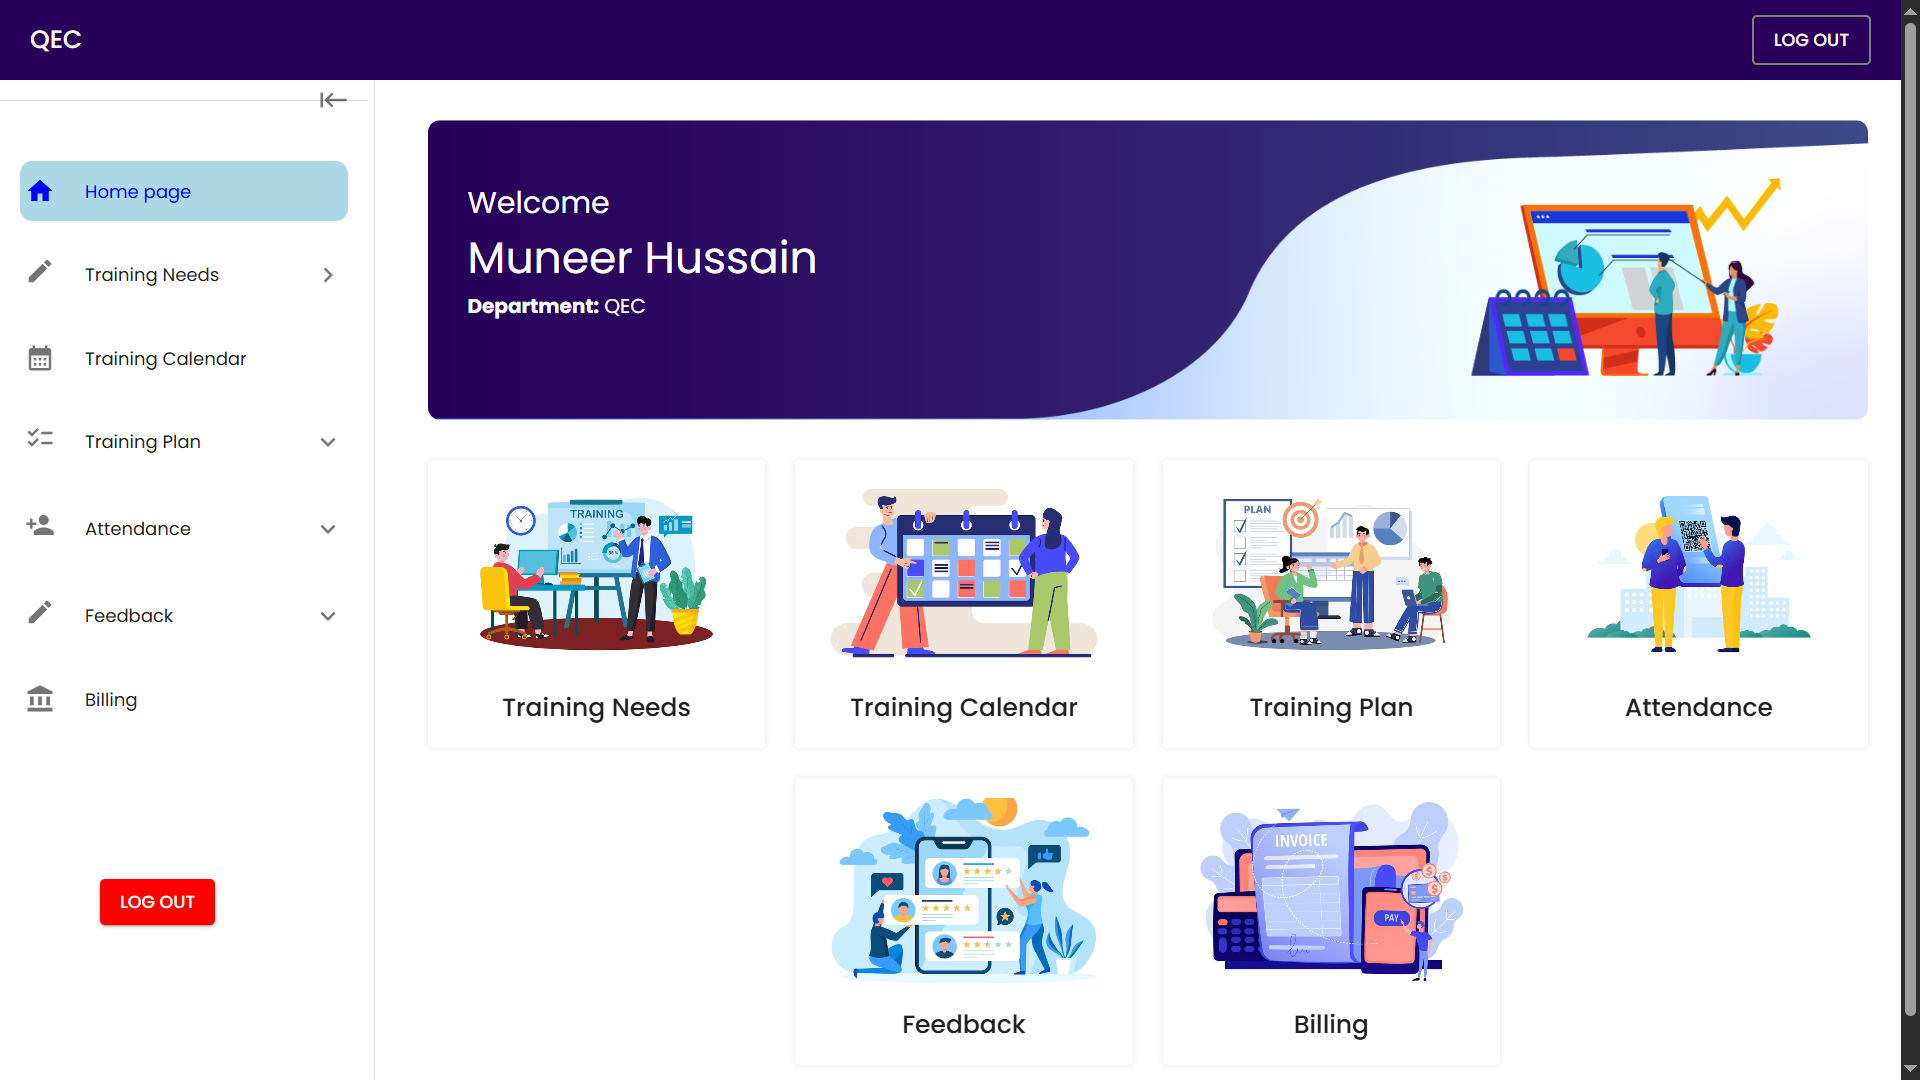 QEC
LOG OUT
Home page
Training Needs
Training Calendar
Training Plan
Attendance
Feedback
Billing
LOG OUT
Welcome
Muneer Hussain
Department: QEC
TRAINING
Training Needs
Training Calendar
PLAN
Training Plan
Attendance
Feedback
INVOICE
PAY
Billing